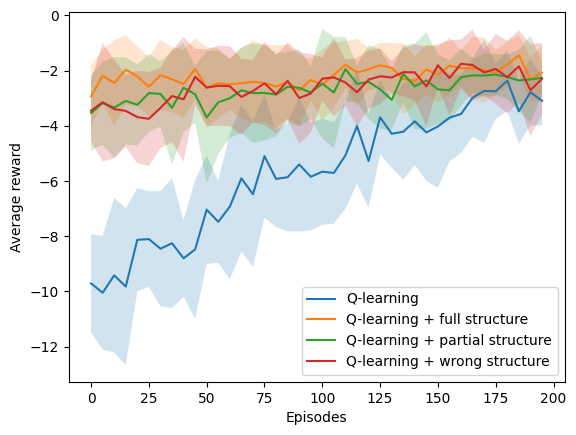 0
−2
−4
−6
−8
−10
−12
Average reward
0
25
50
75
100
125
150
175
200
Episodes
Q-learning
Q-learning + full structure
Q-learning + partial structure
Q-learning + wrong structure